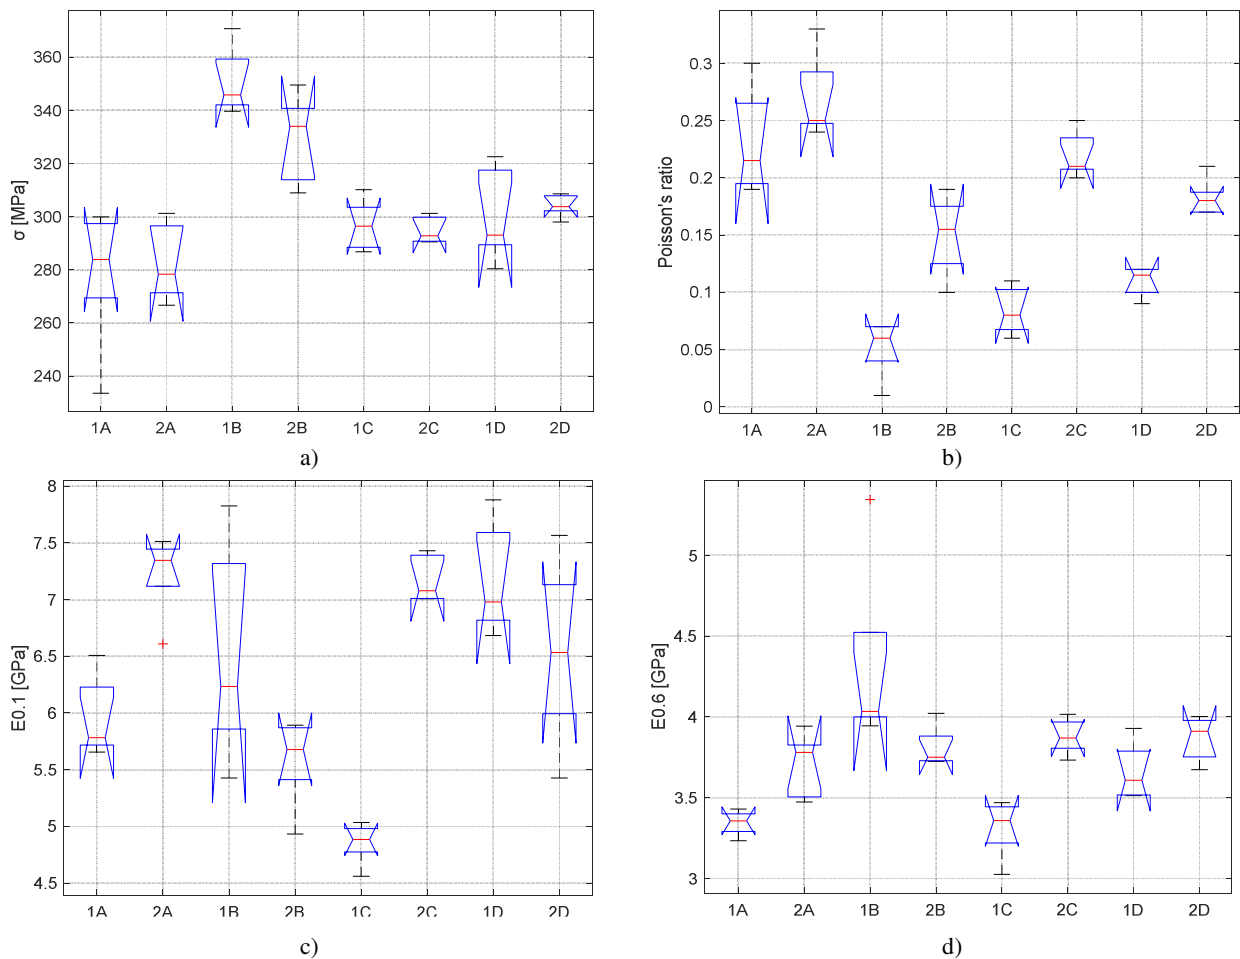 σ [MPa]
360
340
320
300
280
260
240
1A 2A 1B 2B 1C 2C 1D 2D
a)
Poisson's ratio
0.3
0.25
0.2
0.15
0.1
0.05
0
1A 2A 1B 2B 1C 2C 1D 2D
b)
E0.1 [GPa]
8
7.5
7
6.5
6
5.5
5
4.5
1A 2A 1B 2B 1C 2C 1D 2D
c)
E0.6 [GPa]
5
4.5
4
3.5
3
1A 2A 1B 2B 1C 2C 1D 2D
d)